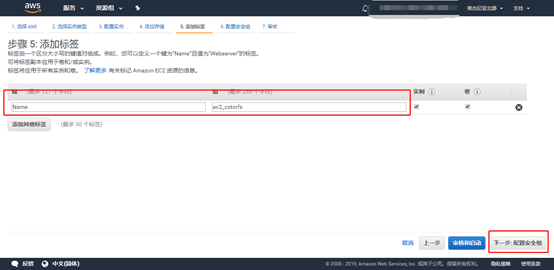 aws 服务 资源组 弗吉尼亚北部 支持
1. 选择 AMI 2. 选择实例类型 3. 配置实例 4. 添加存储 5. 添加标签 6. 配置安全组 7. 审核
步骤 5: 添加标签
标签由一个区分大小写的键值对组成。例如，您可以定义一个键为"Name"且值为"Webserver"的标签。
可将标签副本应用于卷和/或实例。
标签将应用于所有实例和卷。 了解更多 有关标记 Amazon EC2 资源的信息。
键 (最多 127 个字符) 值 (最多 255 个字符) 实例 卷
Name ec2_cstorfs
添加其他标签 (最多 50 个标签)
取消 上一步 审核和启动 下一步: 配置安全组
反馈 中文(简体) © 2008 - 2019, Amazon Web Services, Inc. 或其子公司。保留所有权利。 隐私策略 使用条款